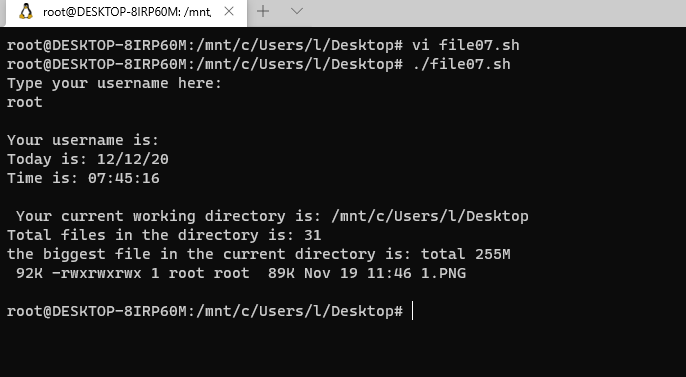 root@DESKTOP-8IRP60M: /mnt,
root@DESKTOP-8IRP60M:/mnt/c/Users/l/Desktop# vi file07.sh
root@DESKTOP-8IRP60M:/mnt/c/Users/l/Desktop# ./file07.sh
Type your username here:
root
Your username is:
Today is: 12/12/20
Time is: 07:45:16
Your current working directory is: /mnt/c/Users/l/Desktop
Total files in the directory is: 31
the biggest file in the current directory is: total 255M
92K -rwxrwxrwx 1 root root  89K Nov 19 11:46 1.PNG
root@DESKTOP-8IRP60M:/mnt/c/Users/l/Desktop#